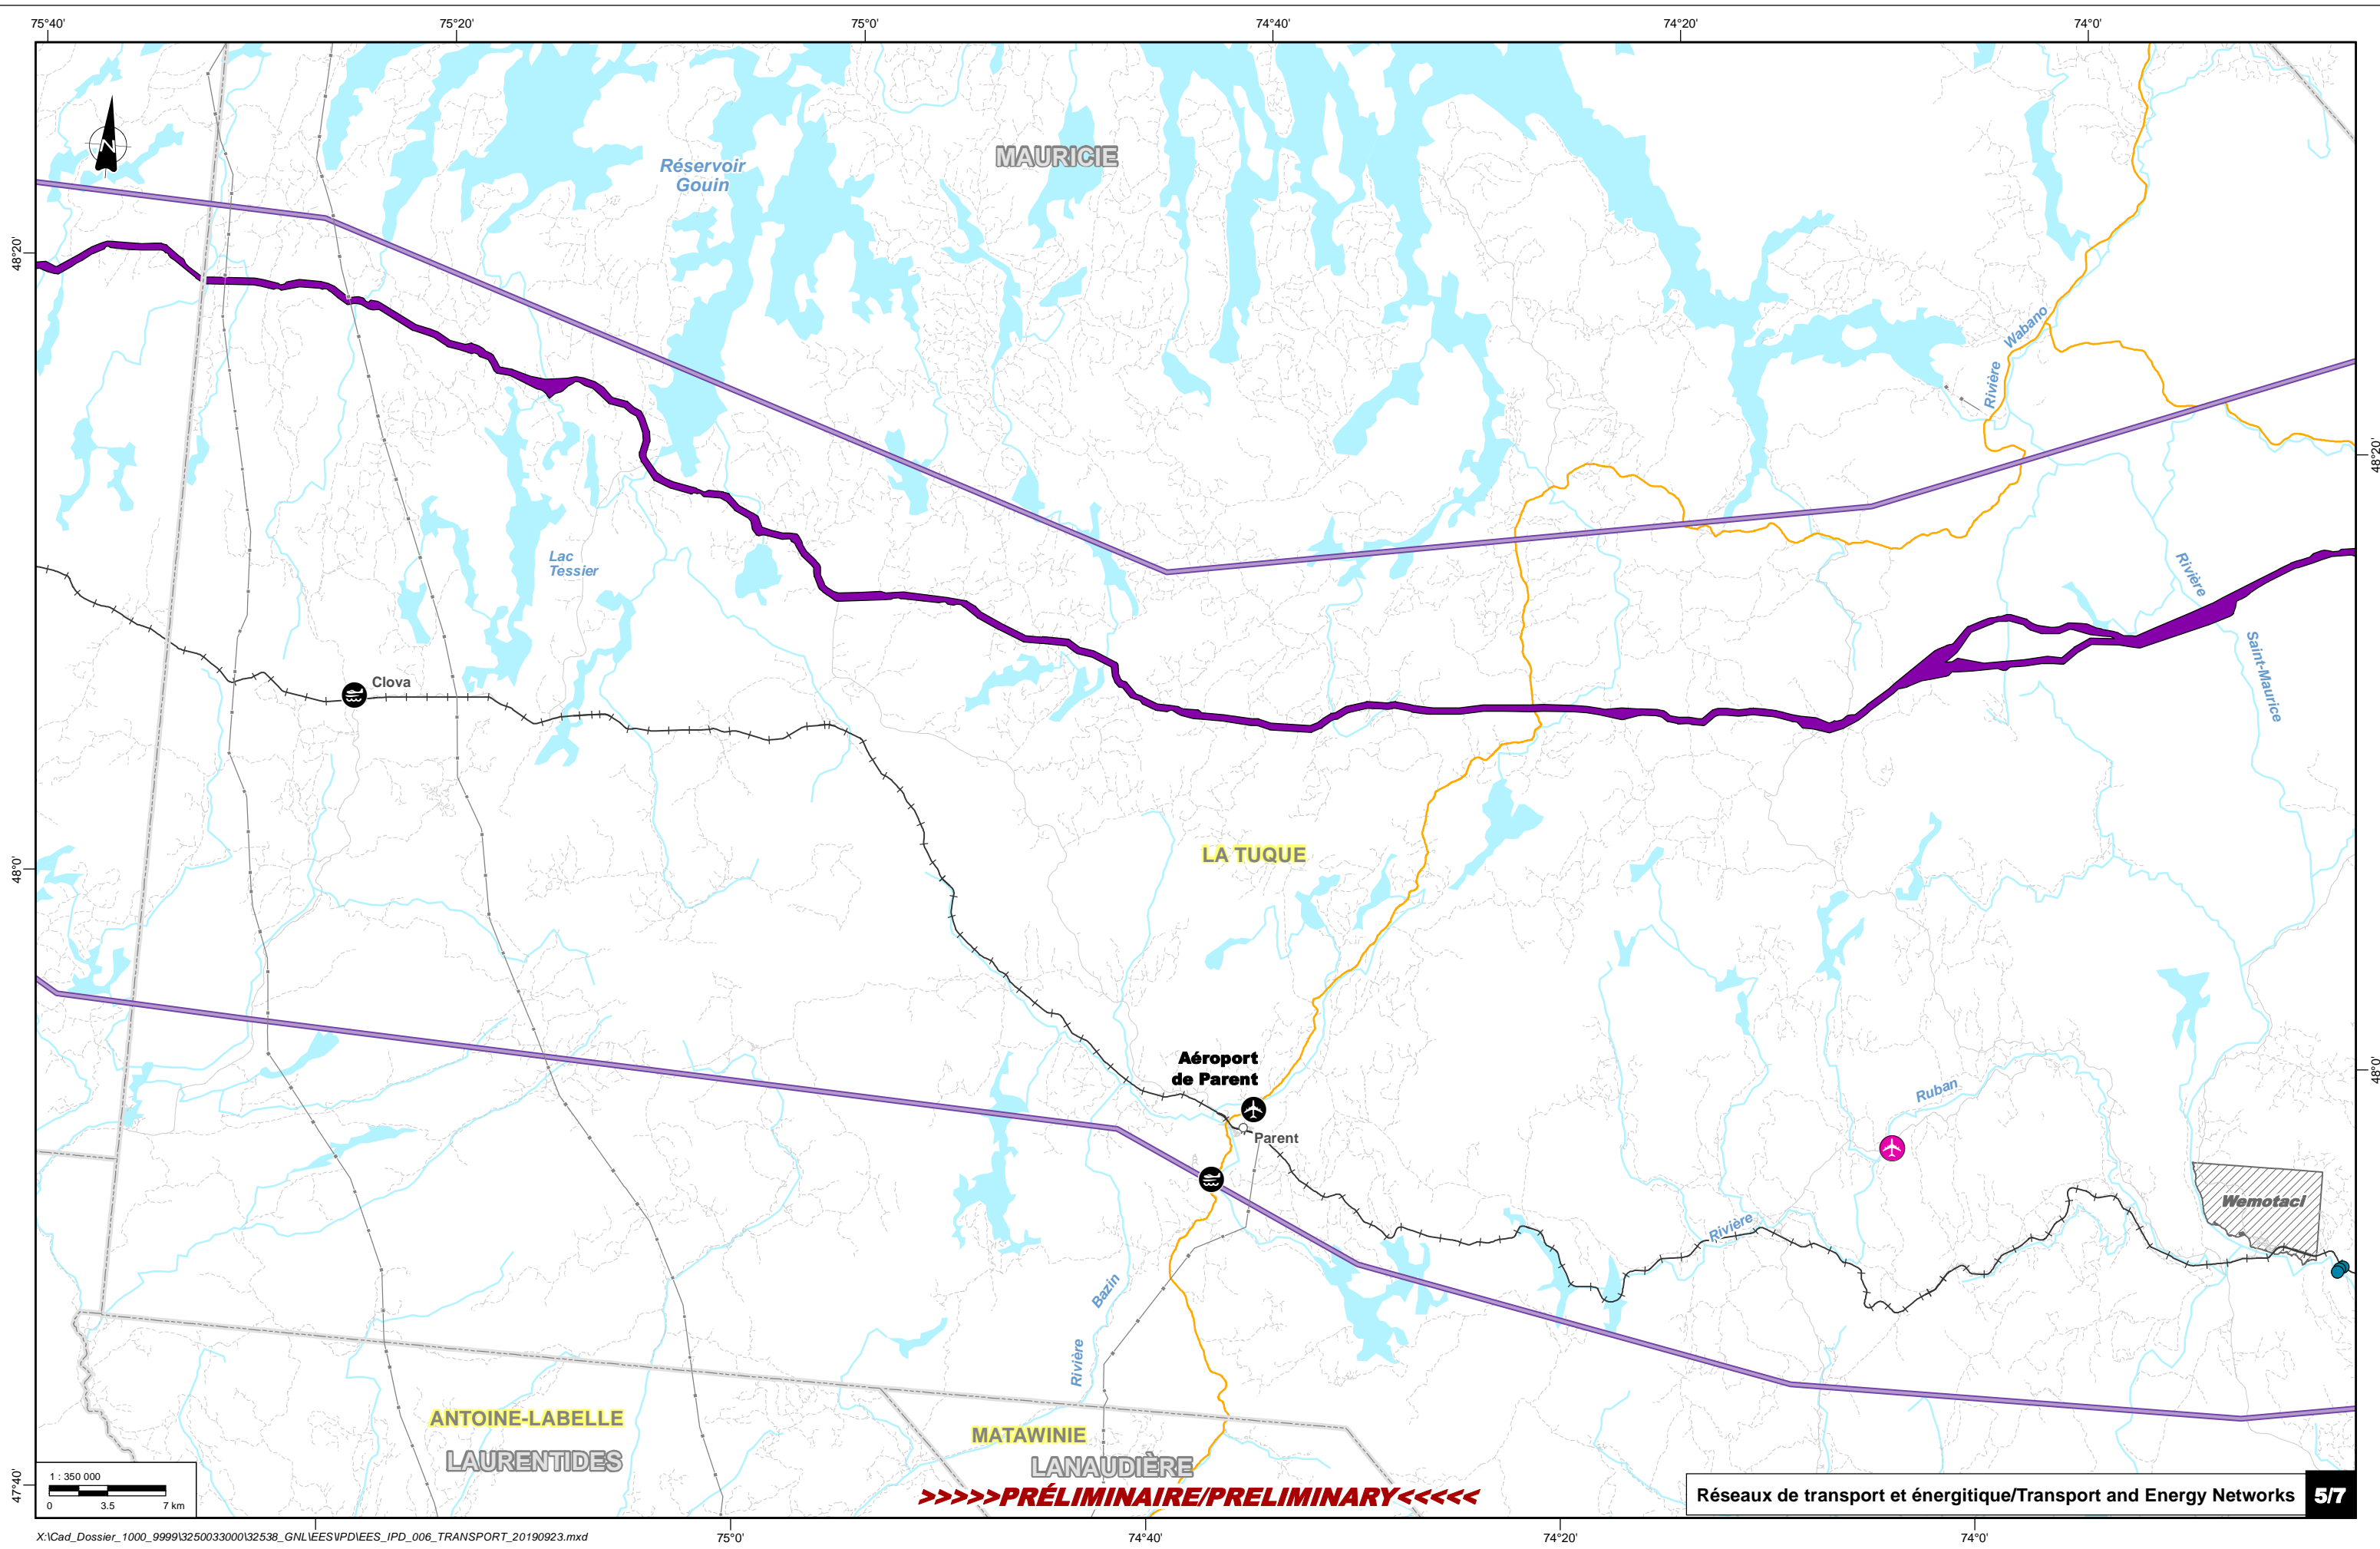 75°40'
75°20'
75°0'
74°40'
74°20'
74°0'
N
MAURICIE
Réservoir
Gouin
48°20'
Rivière
Wabano
48°20'
Lac
Tessier
Rivière
Saint-Maurice
Clova
LA TUQUE
48°0'
48°0'
Aéroport
de Parent
Parent
Ruban
Rivière
Wemotaci
Bazin
Rivière
ANTOINE-LABELLE
LAURENTIDES
MATAWINIE
LANAUDIÈRE
47°40'
1 : 350 000
0 3.5 7 km
>>>>>PRÉLIMINAIRE/PRELIMINARY<<<<<
Réseaux de transport et énergitique/Transport and Energy Networks 5/7
X:\Cad_Dossier_1000_9999\3250033000\32538_GNL\EES\IPD\EES_IPD_006_TRANSPORT_20190923.mxd
75°0'
74°40'
74°20'
74°0'